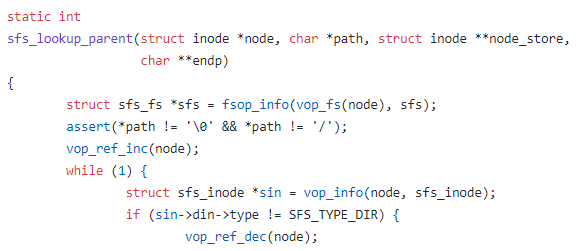 static int
sfs_lookup_parent(struct inode *node, char *path, struct inode **node_store,
                  char **endp)
{
        struct sfs_fs *sfs = fsop_info(vop_fs(node), sfs);
        assert(*path != '\0' && *path != '/');
        vop_ref_inc(node);
        while (1) {
                struct sfs_inode *sin = vop_info(node, sfs_inode);
                if (sin->din->type != SFS_TYPE_DIR) {
                        vop_ref_dec(node);